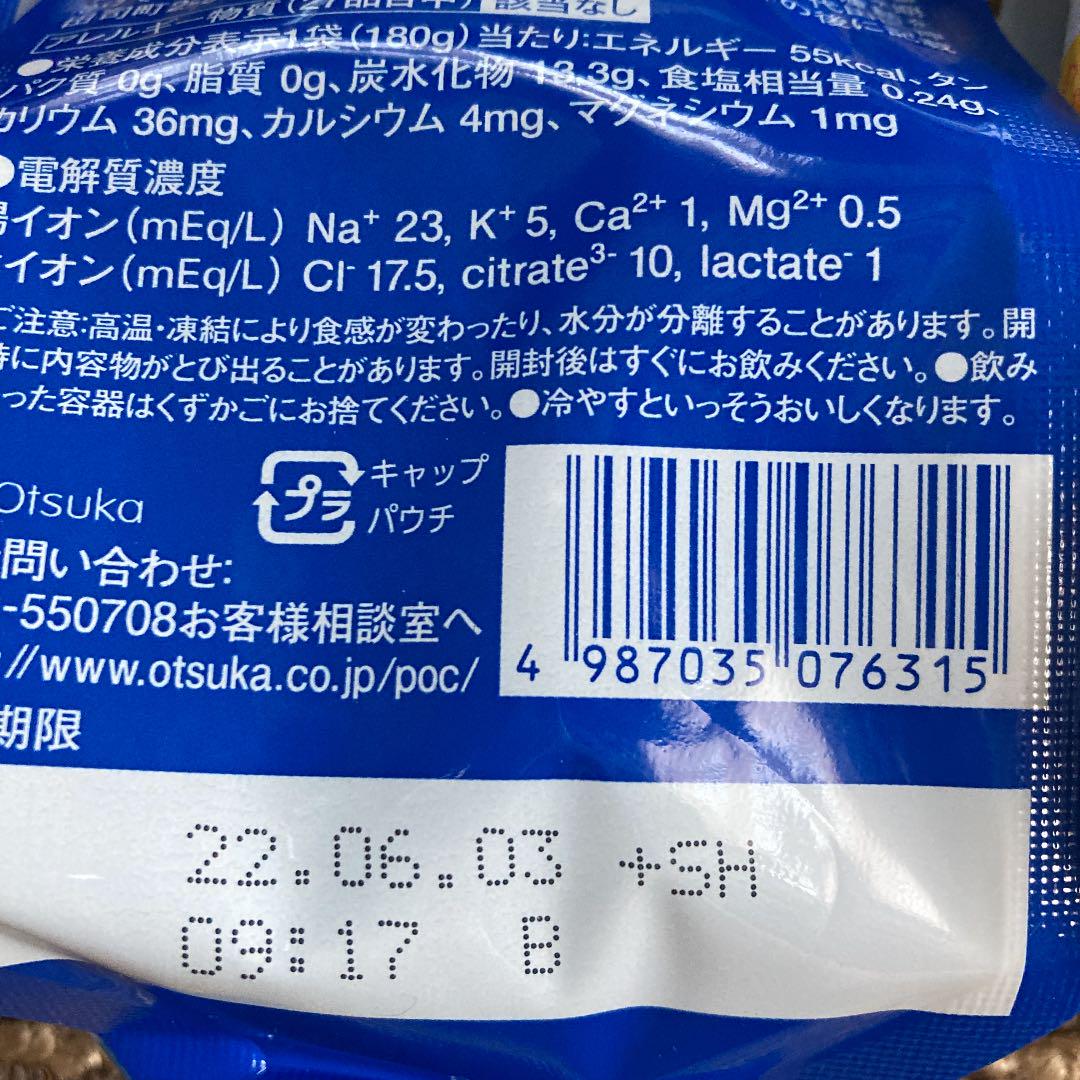 アレルギー物質(27品目中) 該当なし
の後に
●栄養成分表示1袋(180g)当たり:エネルギー 55kcal、タン
パク質 0g、脂質 0g、炭水化物 13.3g、食塩相当量 0.24g、
カリウム 36mg、カルシウム 4mg、マグネシウム 1mg
●電解質濃度
陽イオン(mEq/L) Na+ 23, K+ 5, Ca2+ 1, Mg2+ 0.5
イオン(mEq/L) Cl- 17.5, citrate3- 10, lactate- 1
ご注意:高温・凍結により食感が変わったり、水分が分離することがあります。開
時に内容物がとび出ることがあります。開封後はすぐにお飲みください。●飲み
った容器はくずかごにお捨てください。●冷やすといっそうおいしくなります。
プラ キャップ
パウチ
Otsuka
問い合わせ:
-550708お客様相談室へ
//www.otsuka.co.jp/poc/
4 987035 076315
期限
22.06.03 +SH
09:17 B